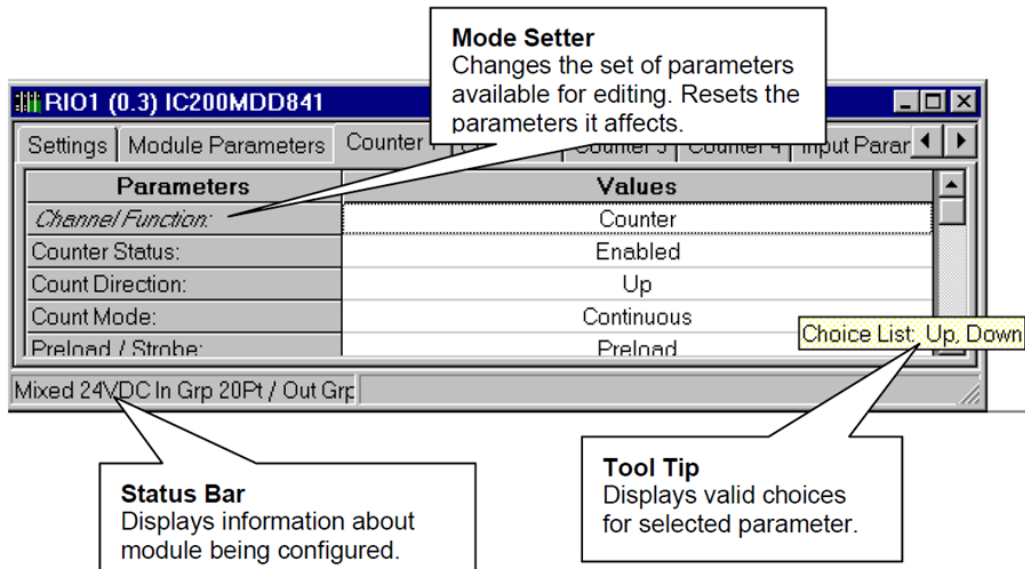 Mode Setter
Changes the set of parameters
available for editing. Resets the
parameters it affects.
RIO1 (0.3) IC200MDD841
Settings Module Parameters Counter Counter 4 Input Parar
Parameters Values
Channel Function: Counter
Counter Status: Enabled
Count Direction: Up
Count Mode: Continuous
Preload / Strobe: Preload
Choice List: Up, Down
Mixed 24VDC In Grp 20Pt / Out Grp
Status Bar
Displays information about
module being configured.
Tool Tip
Displays valid choices
for selected parameter.